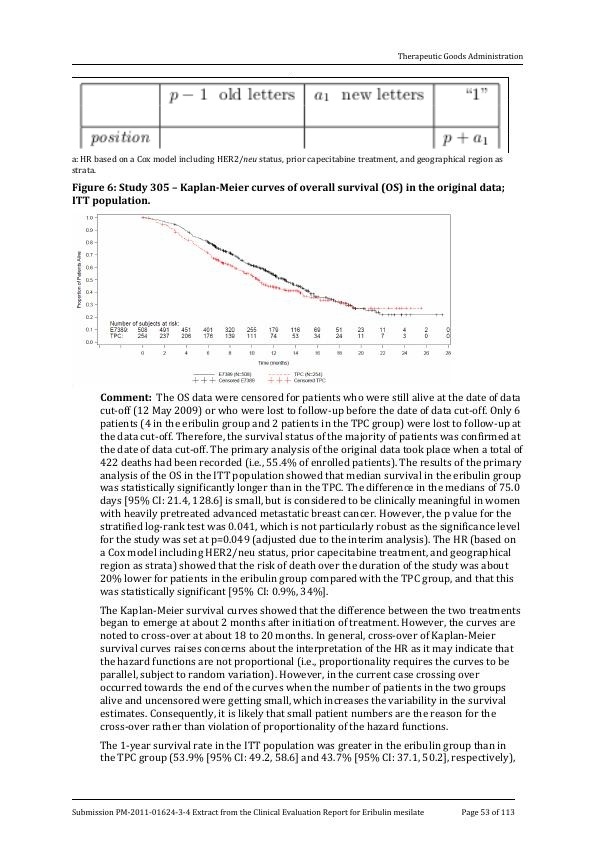 Therapeutic Goods Administration
p − 1 old letters a₁ new letters “1”
position p + a₁
a: HR based on a Cox model including HER2/neu status, prior capecitabine treatment, and geographical region as
strata.
Figure 6: Study 305 – Kaplan-Meier curves of overall survival (OS) in the original data;
ITT population.
Proportion of Patients Alive
1.0
0.9
0.8
0.7
0.6
0.5
0.4
0.3
0.2
0.1
0.0
Number of subjects at risk:
E7389: 508 491 451 401 320 255 179 116 69 51 23 11 4 2 0
TPC: 254 237 206 176 139 111 74 53 34 24 11 7 3 0 0
0 2 4 6 8 10 12 14 16 18 20 22 24 26 28
Time (months)
E7389 (N=508) TPC (N=254)
Censored E7389 Censored TPC
Comment: The OS data were censored for patients who were still alive at the date of data
cut-off (12 May 2009) or who were lost to follow-up before the date of data cut-off. Only 6
patients (4 in the eribulin group and 2 patients in the TPC group) were lost to follow-up at
the data cut-off. Therefore, the survival status of the majority of patients was confirmed at
the date of data cut-off. The primary analysis of the original data took place when a total of
422 deaths had been recorded (i.e., 55.4% of enrolled patients). The results of the primary
analysis of the OS in the ITT population showed that median survival in the eribulin group
was statistically significantly longer than in the TPC. The difference in the medians of 75.0
days [95% CI: 21.4, 128.6] is small, but is considered to be clinically meaningful in women
with heavily pretreated advanced metastatic breast cancer. However, the p value for the
stratified log-rank test was 0.041, which is not particularly robust as the significance level
for the study was set at p=0.049 (adjusted due to the interim analysis). The HR (based on
a Cox model including HER2/neu status, prior capecitabine treatment, and geographical
region as strata) showed that the risk of death over the duration of the study was about
20% lower for patients in the eribulin group compared with the TPC group, and that this
was statistically significant [95% CI: 0.9%, 34%].
The Kaplan-Meier survival curves showed that the difference between the two treatments
began to emerge at about 2 months after initiation of treatment. However, the curves are
noted to cross-over at about 18 to 20 months. In general, cross-over of Kaplan-Meier
survival curves raises concerns about the interpretation of the HR as it may indicate that
the hazard functions are not proportional (i.e., proportionality requires the curves to be
parallel, subject to random variation). However, in the current case crossing over
occurred towards the end of the curves when the number of patients in the two groups
alive and uncensored were getting small, which increases the variability in the survival
estimates. Consequently, it is likely that small patient numbers are the reason for the
cross-over rather than violation of proportionality of the hazard functions.
The 1-year survival rate in the ITT population was greater in the eribulin group than in
the TPC group (53.9% [95% CI: 49.2, 58.6] and 43.7% [95% CI: 37.1, 50.2], respectively),
Submission PM-2011-01624-3-4 Extract from the Clinical Evaluation Report for Eribulin mesilate Page 53 of 113